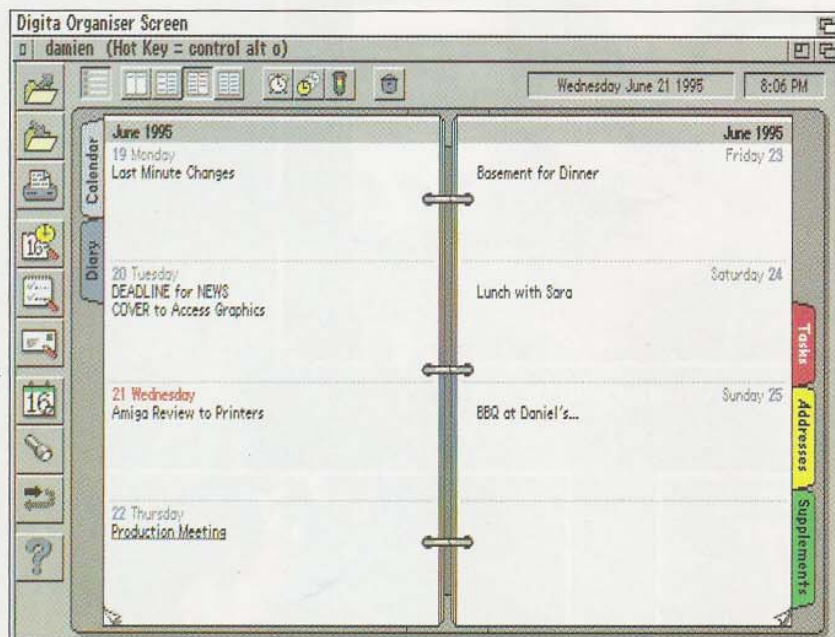 Digita Organiser Screen
damien (Hot Key = control alt o)
Wednesday June 21 1995
8:06 PM
16
16
Calendar
Diary
June 1995
19 Monday
Last Minute Changes
20 Tuesday
DEADLINE for NEWS
COVER to Access Graphics
21 Wednesday
Amiga Review to Printers
22 Thursday
Production Meeting
June 1995
Friday 23
Basement for Dinner
Saturday 24
Lunch with Sara
Sunday 25
BBQ at Daniel's...
Tasks
Addresses
Supplements